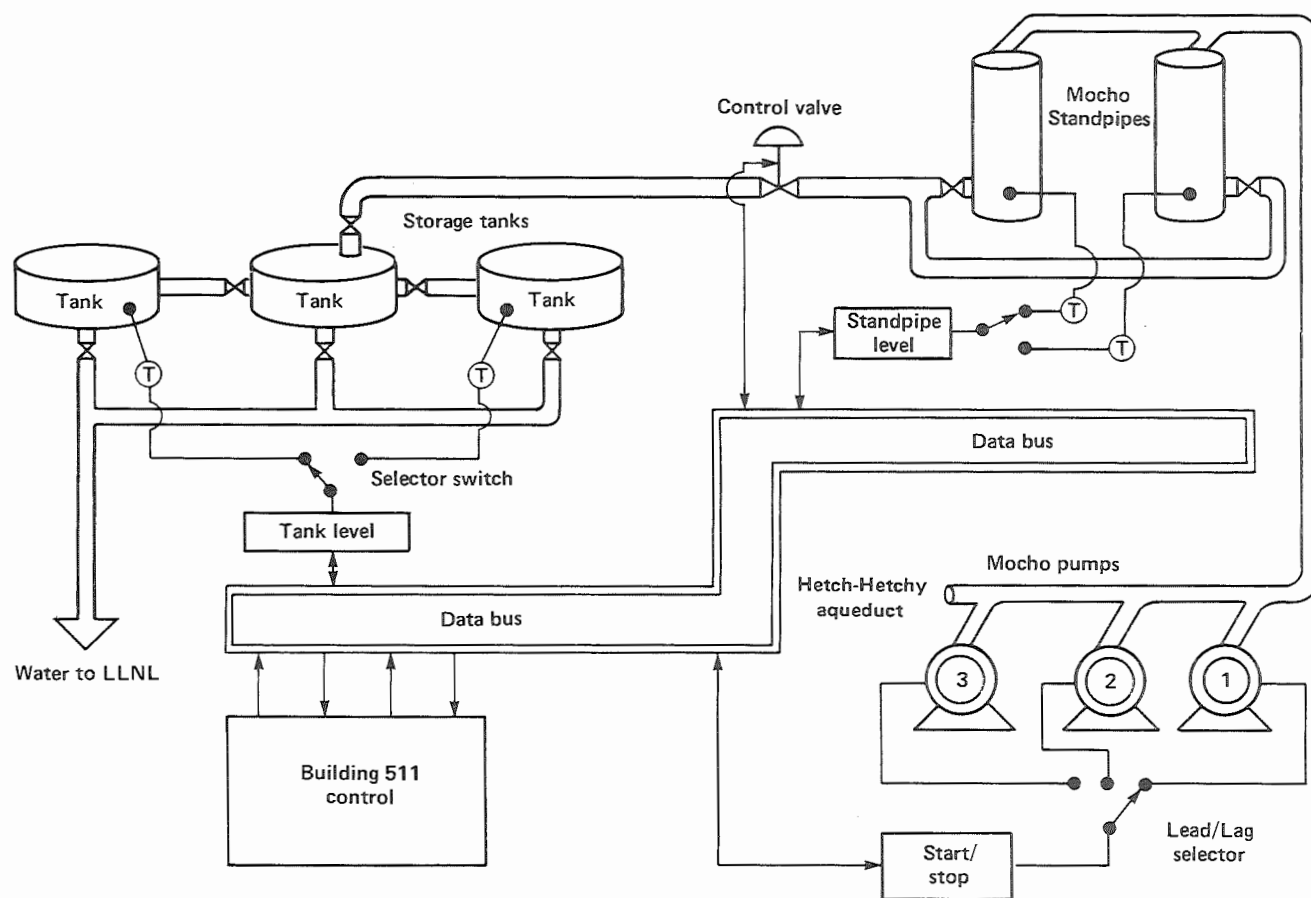 Control valve
Mocho
Standpipes
Storage tanks
Tank
Tank
Tank
T
T
T
T
Standpipe
level
Data bus
Selector switch
Tank level
Mocho pumps
Hetch-Hetchy
aqueduct
Data bus
Water to LLNL
3
2
1
Building 511
control
Lead/Lag
selector
Start/
stop